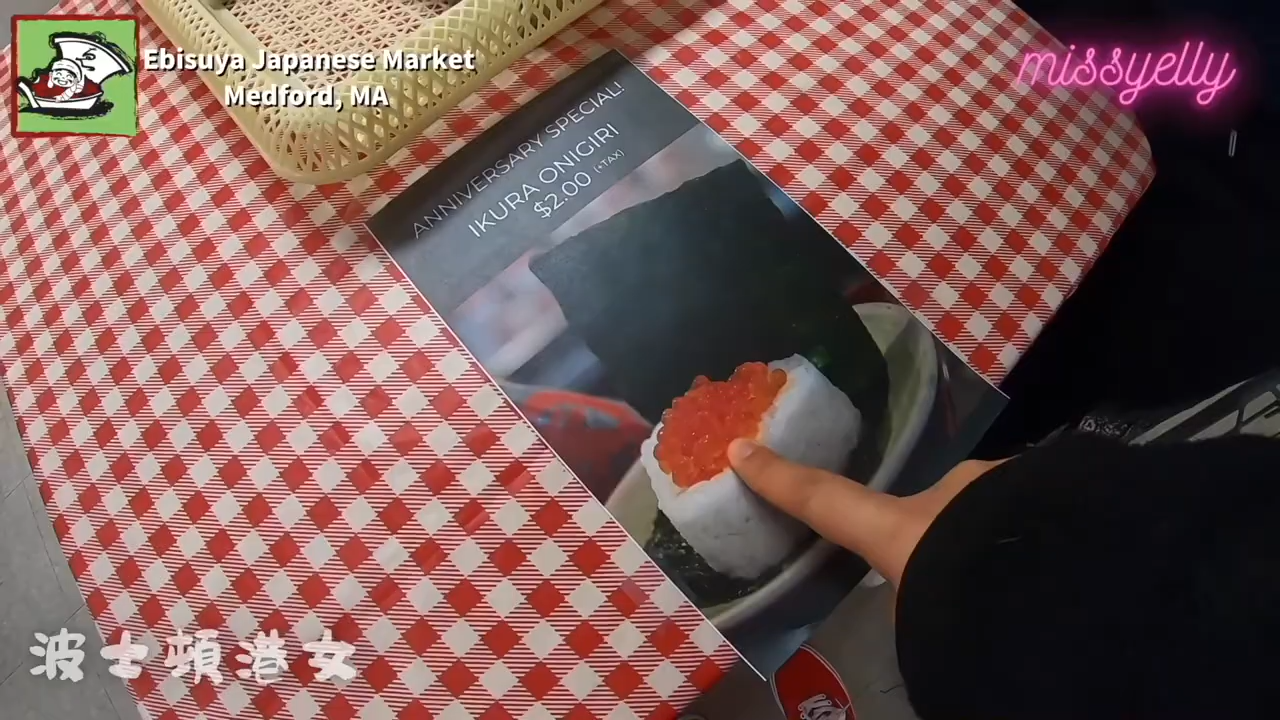 Ebisuya Japanese Market
Medford, MA
missyelly
ANNIVERSARY SPECIAL!
IKURA ONIGIRI
$2.00 (+TAX)
波士頓港女